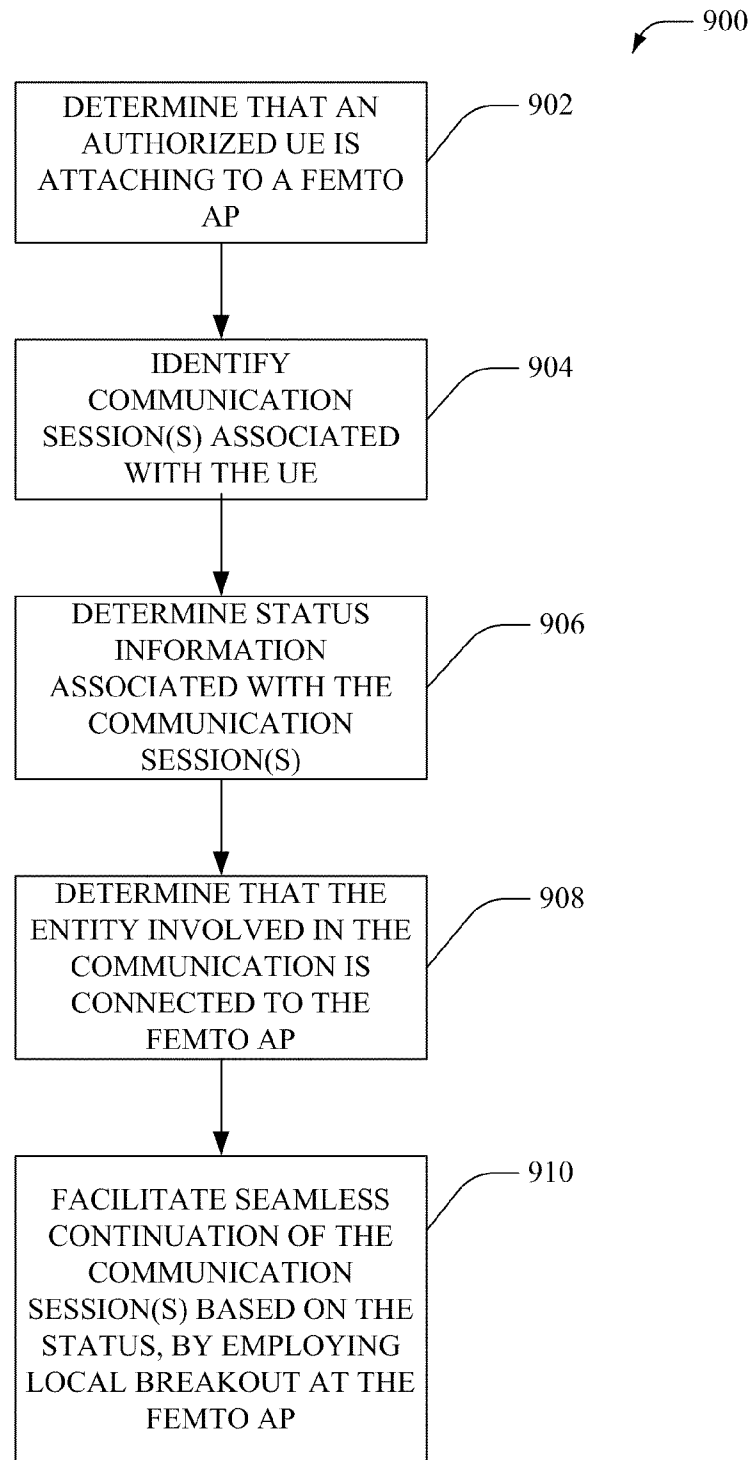 900
DETERMINE THAT AN
AUTHORIZED UE IS
ATTACHING TO A FEMTO
AP
902
IDENTIFY
COMMUNICATION
SESSION(S) ASSOCIATED
WITH THE UE
904
DETERMINE STATUS
INFORMATION
ASSOCIATED WITH THE
COMMUNICATION
SESSION(S)
906
DETERMINE THAT THE
ENTITY INVOLVED IN THE
COMMUNICATION IS
CONNECTED TO THE
FEMTO AP
908
FACILITATE SEAMLESS
CONTINUATION OF THE
COMMUNICATION
SESSION(S) BASED ON THE
STATUS, BY EMPLOYING
LOCAL BREAKOUT AT THE
FEMTO AP
910